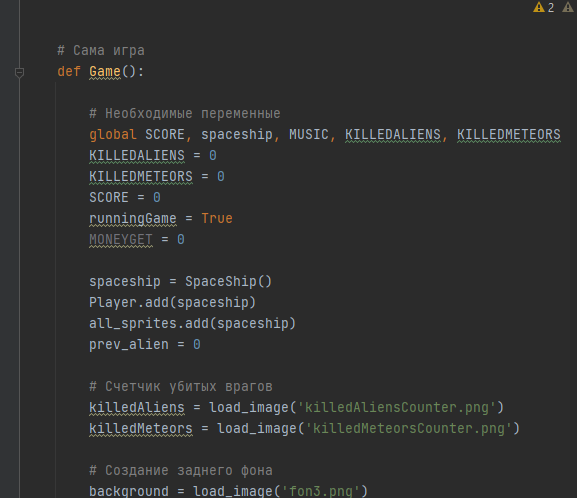 2
# Сама игра
def Game():
# Необходимые переменные
global SCORE, spaceship, MUSIC, KILLEDALIENS, KILLEDMETEORS
KILLEDALIENS = 0
KILLEDMETEORS = 0
SCORE = 0
runningGame = True
MONEYGET = 0
spaceship = SpaceShip()
Player.add(spaceship)
all_sprites.add(spaceship)
prev_alien = 0
# Счетчик убитых врагов
killedAliens = load_image('killedAliensCounter.png')
killedMeteors = load_image('killedMeteorsCounter.png')
# Создание заднего фона
background = load_image('fon3.png')